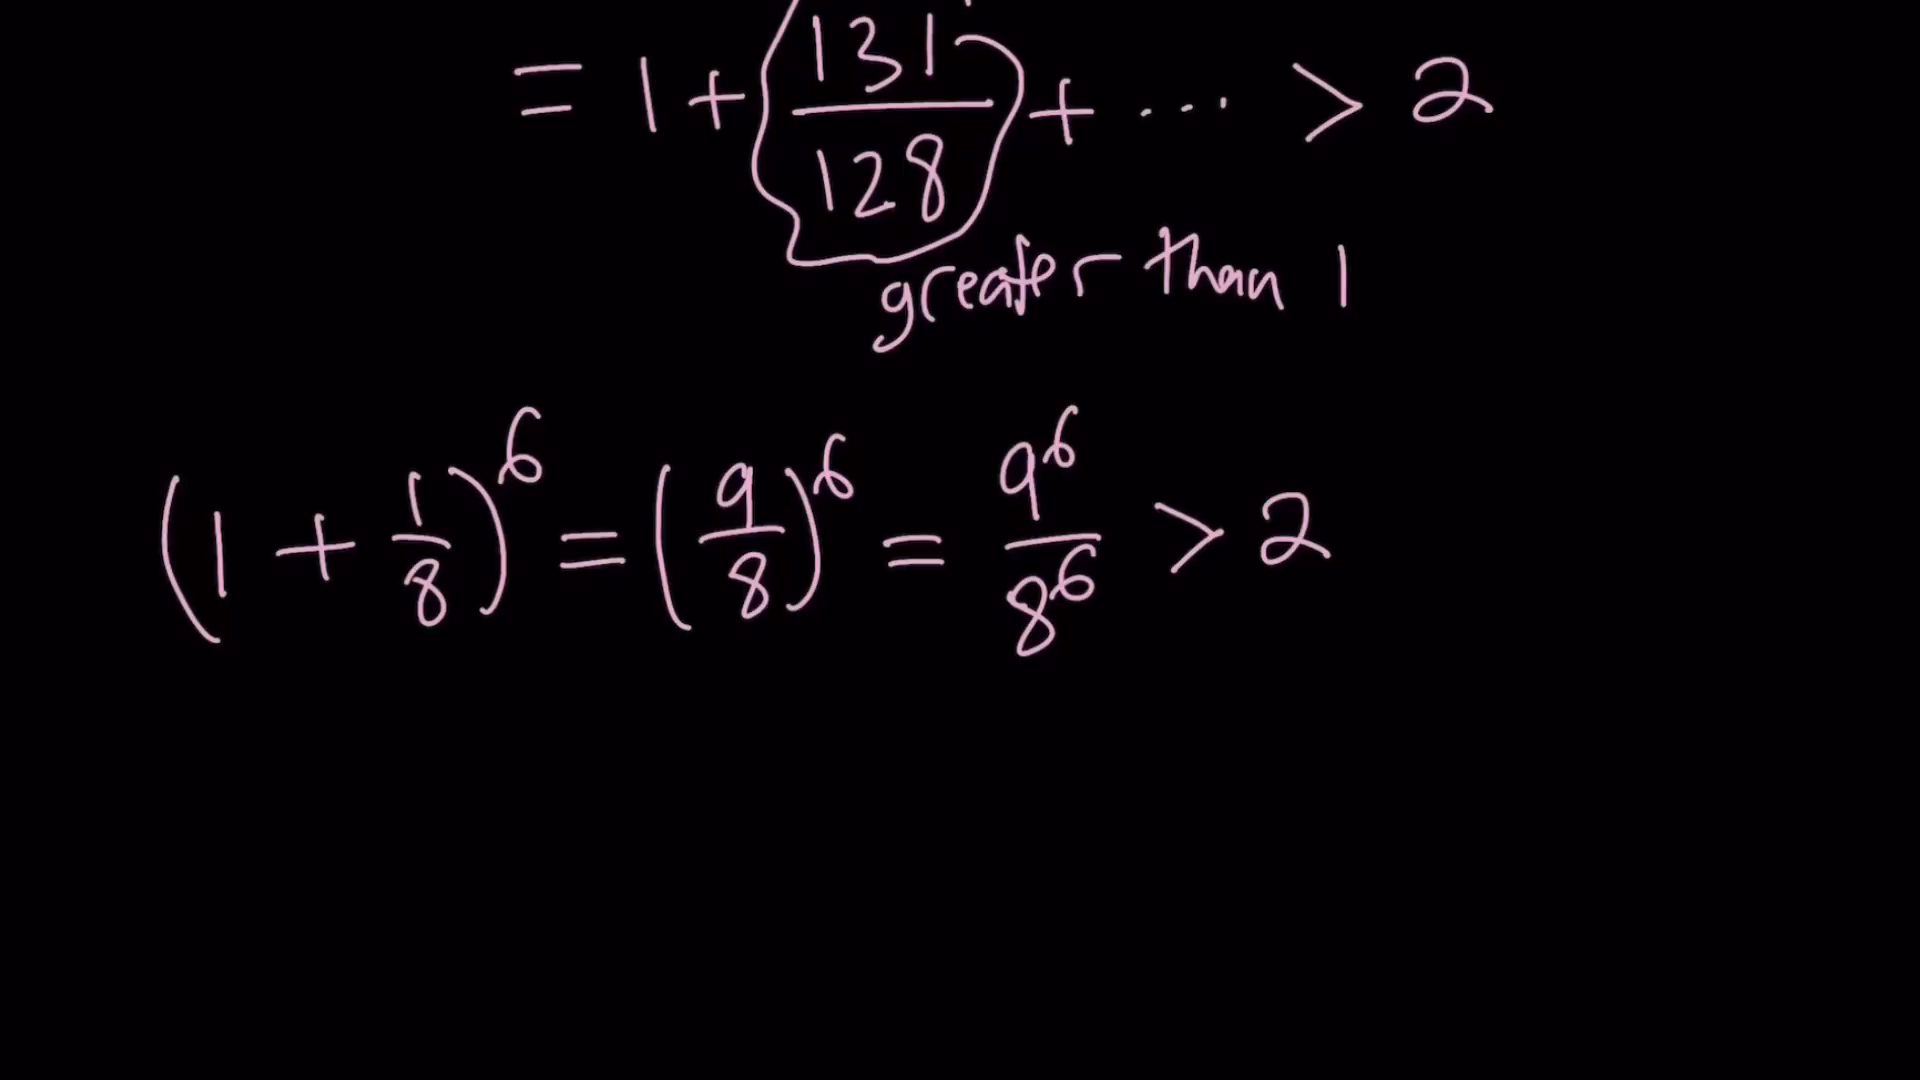 = 1 + (131/128) + ... > 2
greater than 1
(1 + 1/8)^6 = (9/8)^6 = 9^6/8^6 > 2